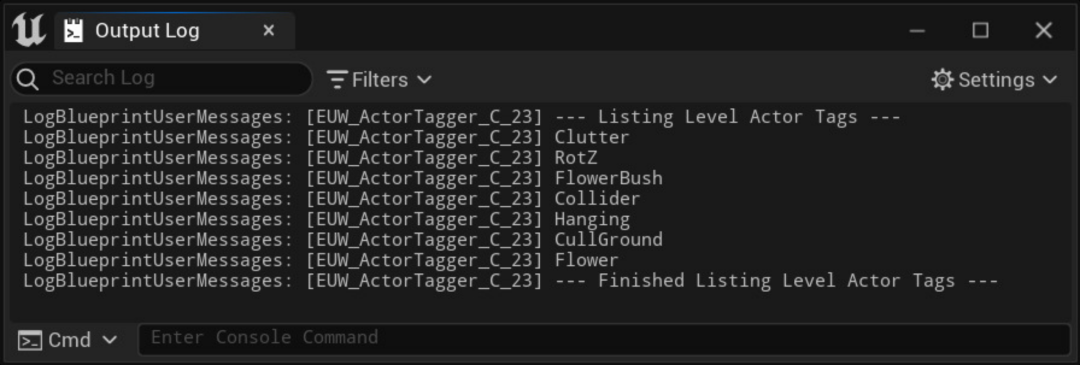 Output Log
Search Log
Filters
Settings
LogBlueprintUserMessages: [EUW_ActorTagger_C_23] --- Listing Level Actor Tags ---
LogBlueprintUserMessages: [EUW_ActorTagger_C_23] Clutter
LogBlueprintUserMessages: [EUW_ActorTagger_C_23] RotZ
LogBlueprintUserMessages: [EUW_ActorTagger_C_23] FlowerBush
LogBlueprintUserMessages: [EUW_ActorTagger_C_23] Collider
LogBlueprintUserMessages: [EUW_ActorTagger_C_23] Hanging
LogBlueprintUserMessages: [EUW_ActorTagger_C_23] CullGround
LogBlueprintUserMessages: [EUW_ActorTagger_C_23] Flower
LogBlueprintUserMessages: [EUW_ActorTagger_C_23] --- Finished Listing Level Actor Tags ---
Cmd
Enter Console Command